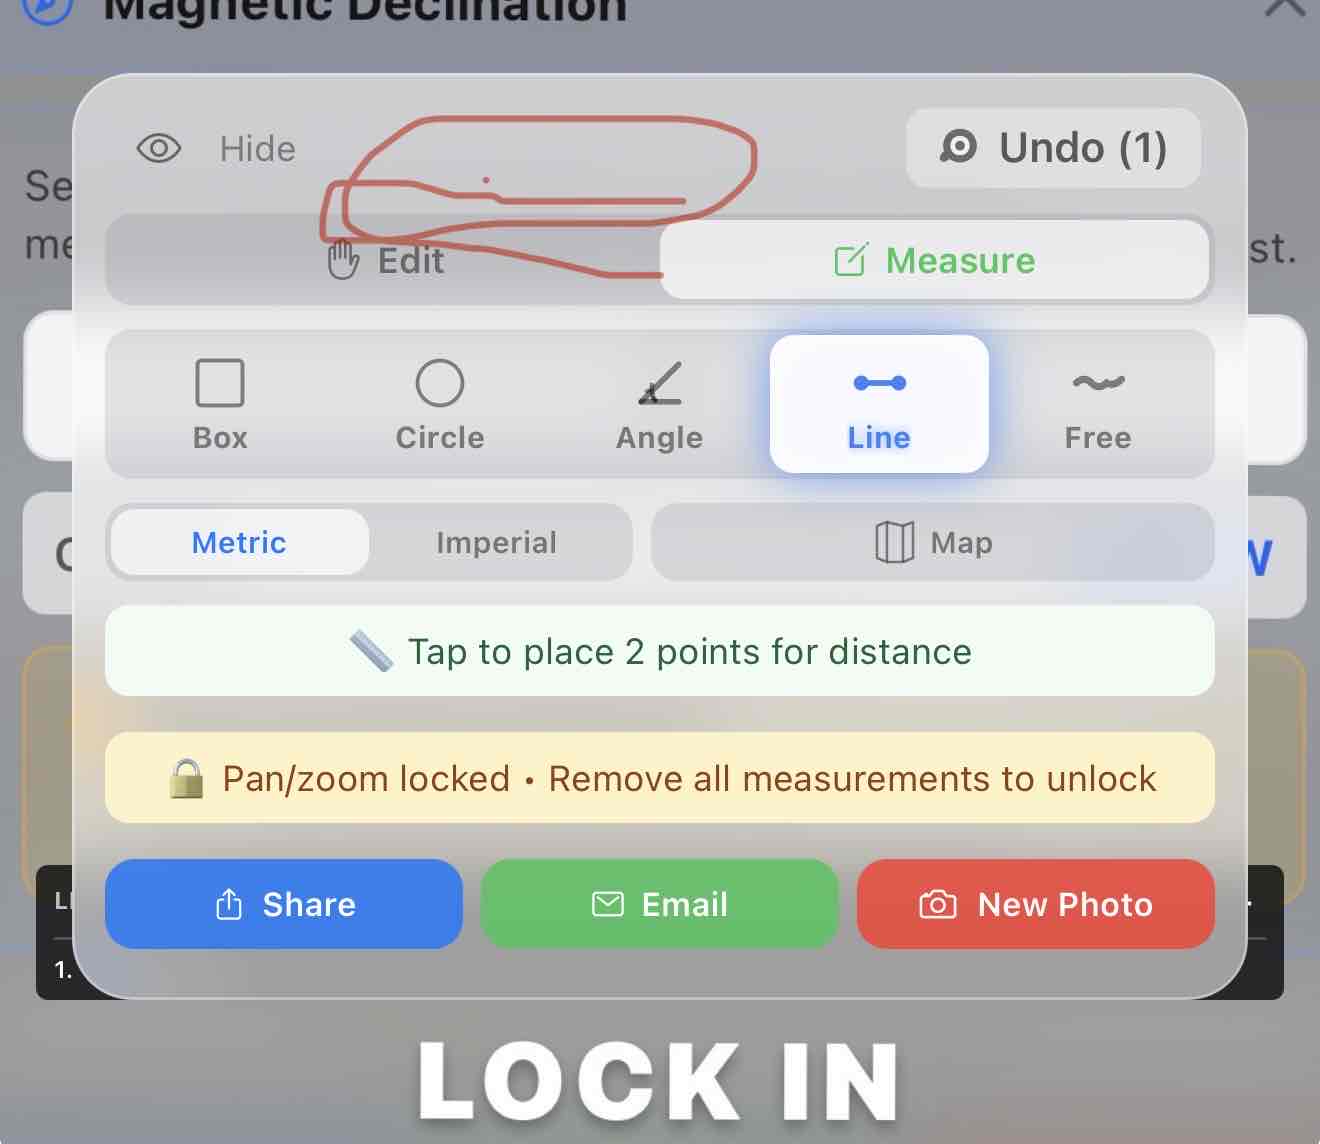 Magnetic Declination
Hide
Undo (1)
Se
me
st.
Edit
Measure
Box
Circle
Angle
Line
Free
Metric
Imperial
Map
Tap to place 2 points for distance
Pan/zoom locked • Remove all measurements to unlock
Share
Email
New Photo
1.
LOCK IN